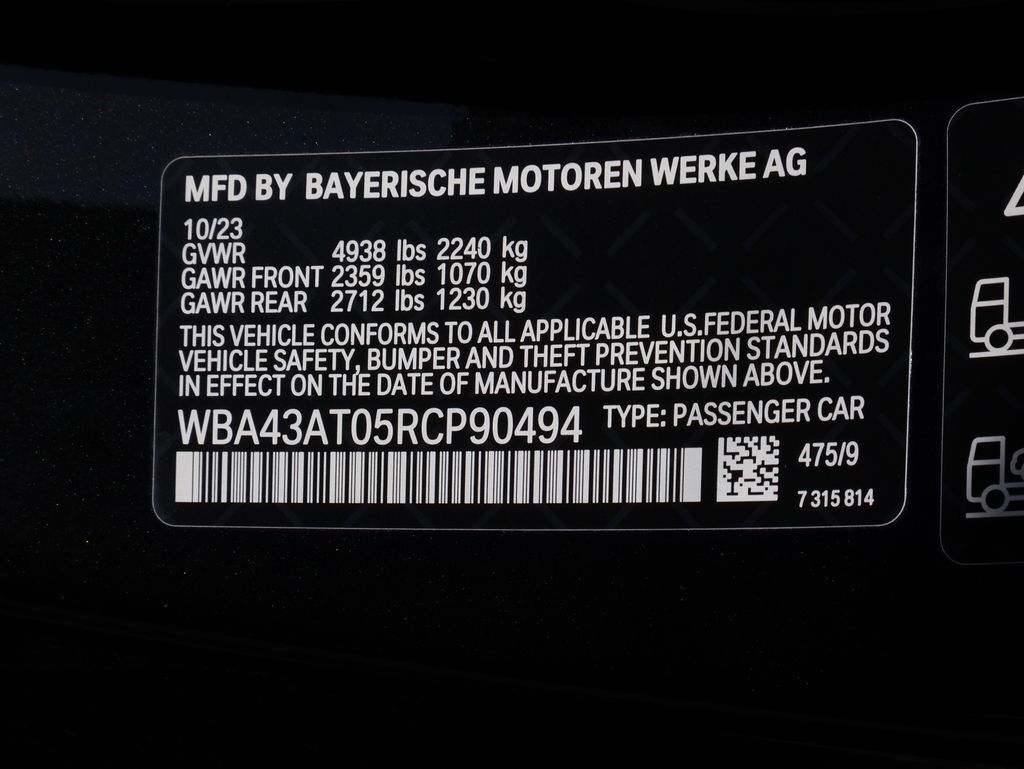 MFD BY BAYERISCHE MOTOREN WERKE AG
10/23
GVWR 4938 lbs 2240 kg
GAWR FRONT 2359 lbs 1070 kg
GAWR REAR 2712 lbs 1230 kg
THIS VEHICLE CONFORMS TO ALL APPLICABLE U.S.FEDERAL MOTOR
VEHICLE SAFETY, BUMPER AND THEFT PREVENTION STANDARDS
IN EFFECT ON THE DATE OF MANUFACTURE SHOWN ABOVE.
WBA43AT05RCP90494 TYPE: PASSENGER CAR
475/9
7 315 814